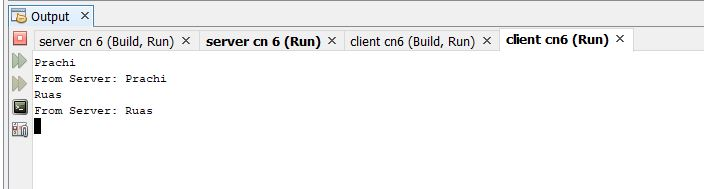 Output
server cn 6 (Build, Run) server cn 6 (Run) client cn6 (Build, Run) client cn6 (Run)
Prachi
From Server: Prachi
Ruas
From Server: Ruas